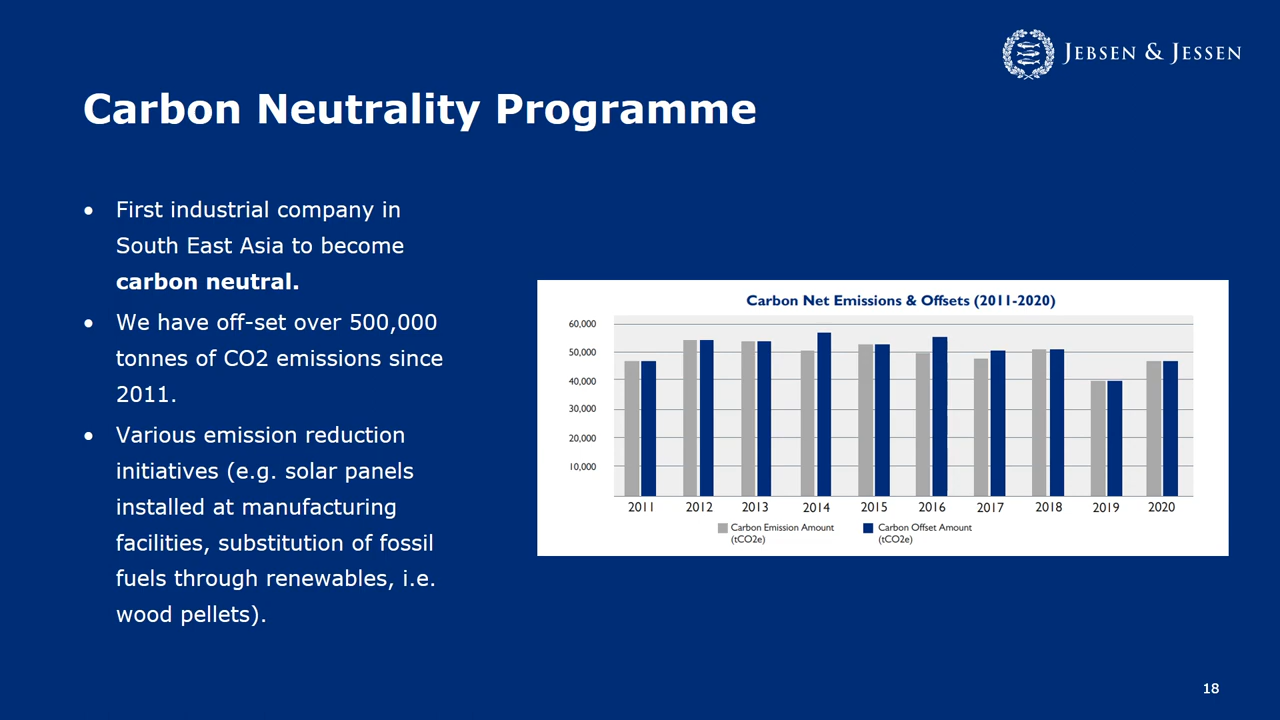 JEBSEN & JESSEN
Carbon Neutrality Programme
• First industrial company in
South East Asia to become
carbon neutral.
• We have off-set over 500,000
tonnes of CO2 emissions since
2011.
• Various emission reduction
initiatives (e.g. solar panels
installed at manufacturing
facilities, substitution of fossil
fuels through renewables, i.e.
wood pellets).
Carbon Net Emissions & Offsets (2011-2020)
60,000
50,000
40,000
30,000
20,000
10,000
2011 2012 2013 2014 2015 2016 2017 2018 2019 2020
Carbon Emission Amount Carbon Offset Amount
(tCO2e) (tCO2e)
18